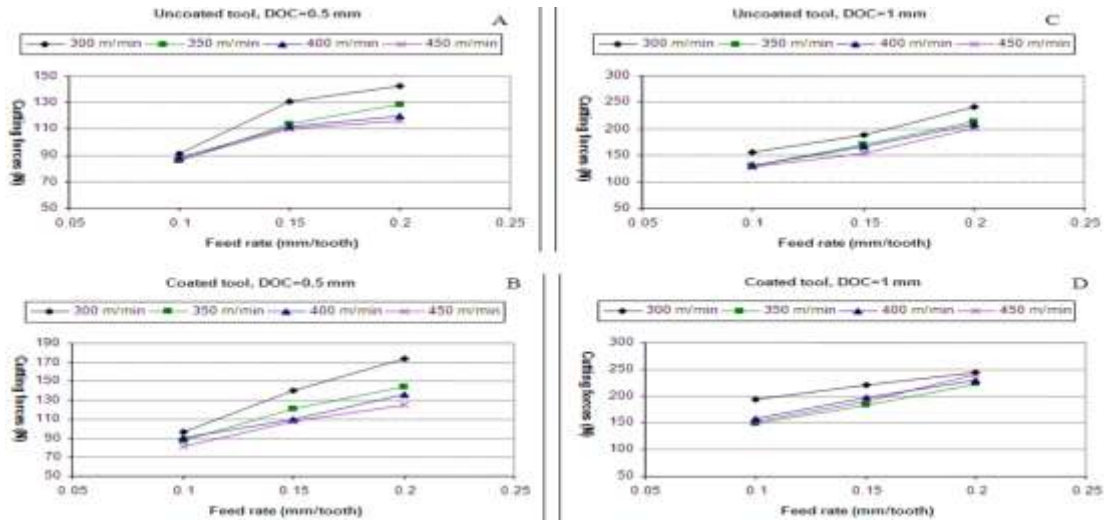 Uncoated tool, DOC=0.5 mm
A
300 m/min 350 m/min 400 m/min 450 m/min
Cutting forces (N)
150
130
110
90
70
50
0.05 0.1 0.15 0.2 0.25
Feed rate (mm/tooth)
Uncoated tool, DOC=1 mm
C
300 m/min 350 m/min 400 m/min 450 m/min
Cutting forces (N)
300
250
200
150
100
50
0.05 0.1 0.15 0.2 0.25
Feed rate (mm/tooth)
Coated tool, DOC=0.5 mm
B
300 m/min 350 m/min 400 m/min 450 m/min
Cutting forces (N)
190
170
150
130
110
90
70
50
0.05 0.1 0.15 0.2 0.25
Feed rate (mm/tooth)
Coated tool, DOC=1 mm
D
300 m/min 350 m/min 400 m/min 450 m/min
Cutting forces (N)
300
250
200
150
100
50
0.05 0.1 0.15 0.2 0.25
Feed rate (mm/tooth)